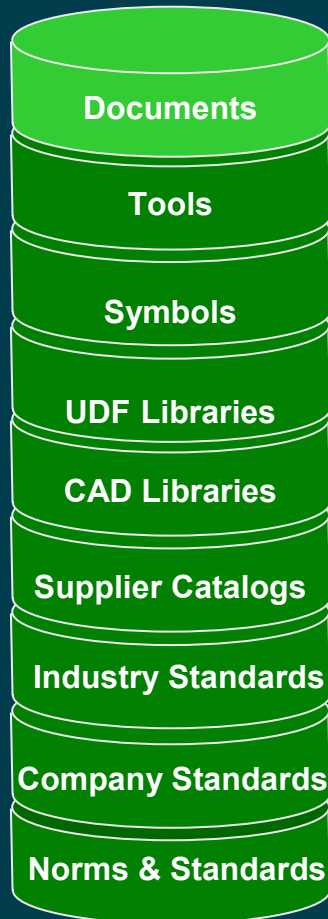 Documents
Tools
Symbols
UDF Libraries
CAD Libraries
Supplier Catalogs
Industry Standards
Company Standards
Norms & Standards